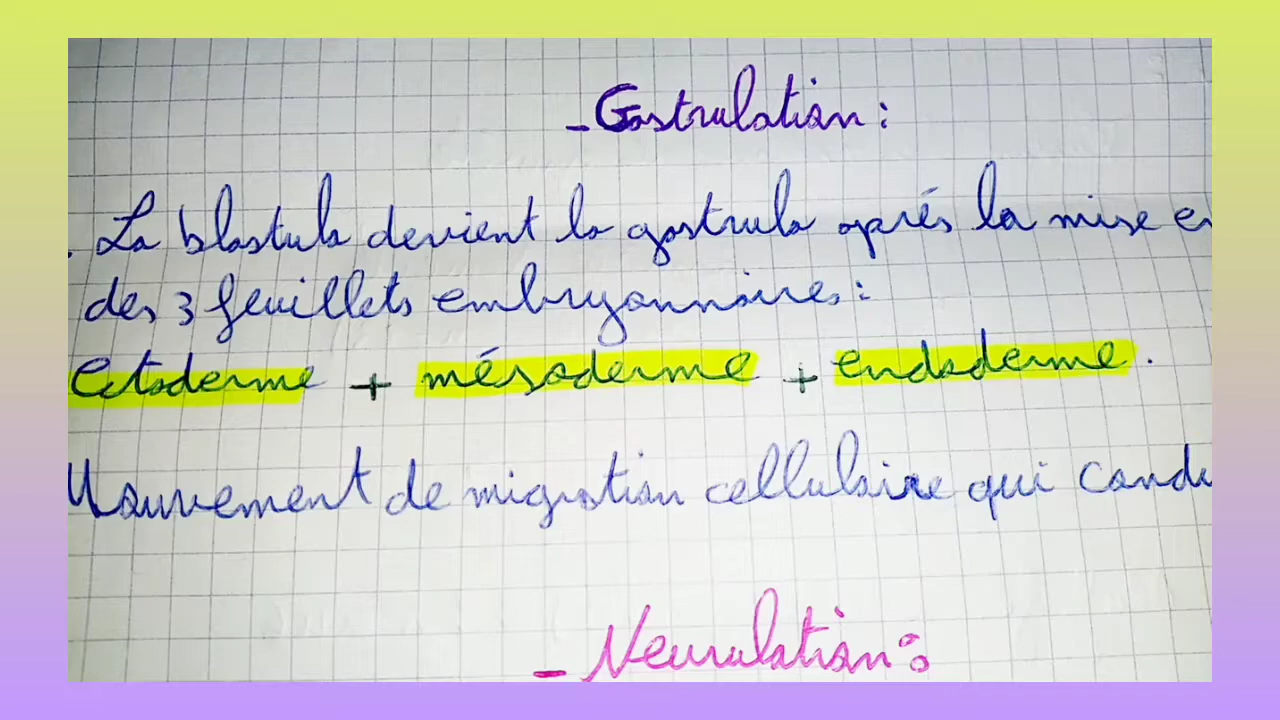 - Gastrulation :
. La blastula devient la gastrula aprés la mise en
des 3 feuillets embryonnaires :
Ectoderme + mésoderme + endoderme .
Mouvement de migration cellulaire qui condu
- Neurulation :